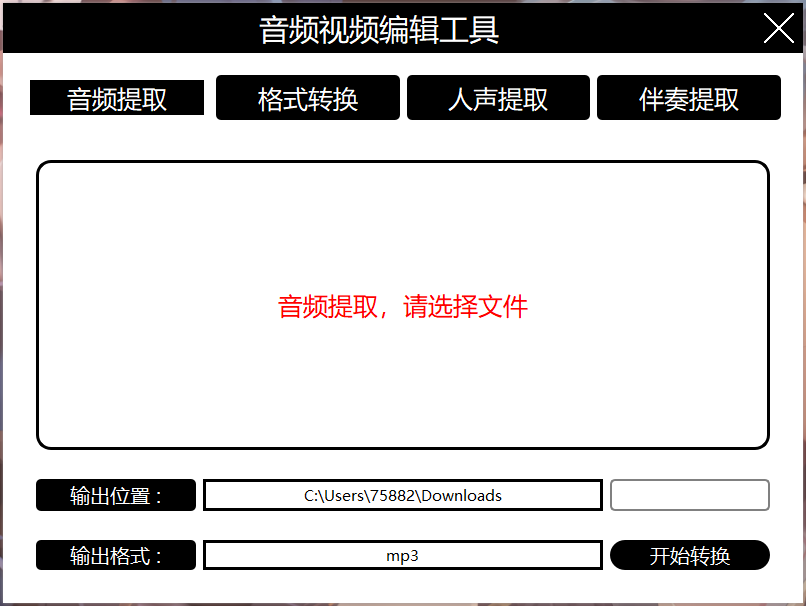 音频视频编辑工具
音频提取 格式转换 人声提取 伴奏提取
音频提取，请选择文件
输出位置： C:\Users\75882\Downloads
输出格式： mp3 开始转换